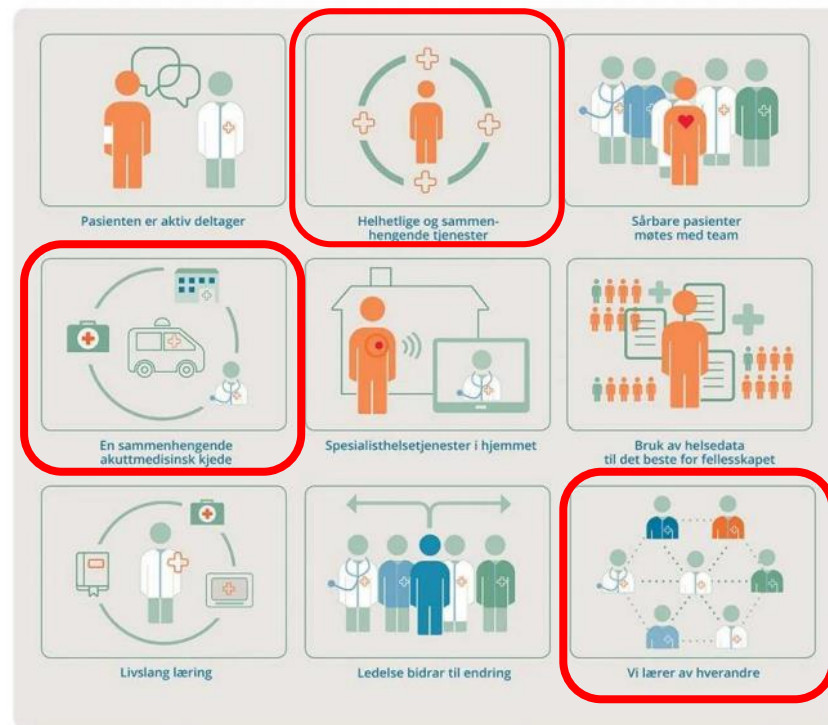 Pasienten er aktiv deltager
Helhetlige og sammen-
hengende tjenester
Sårbare pasienter
møtes med team
En sammenhengende
akuttmedisinsk kjede
Spesialisthelsetjenester i hjemmet
Bruk av helsedata
til det beste for fellesskapet
Livslang læring
Ledelse bidrar til endring
Vi lærer av hverandre